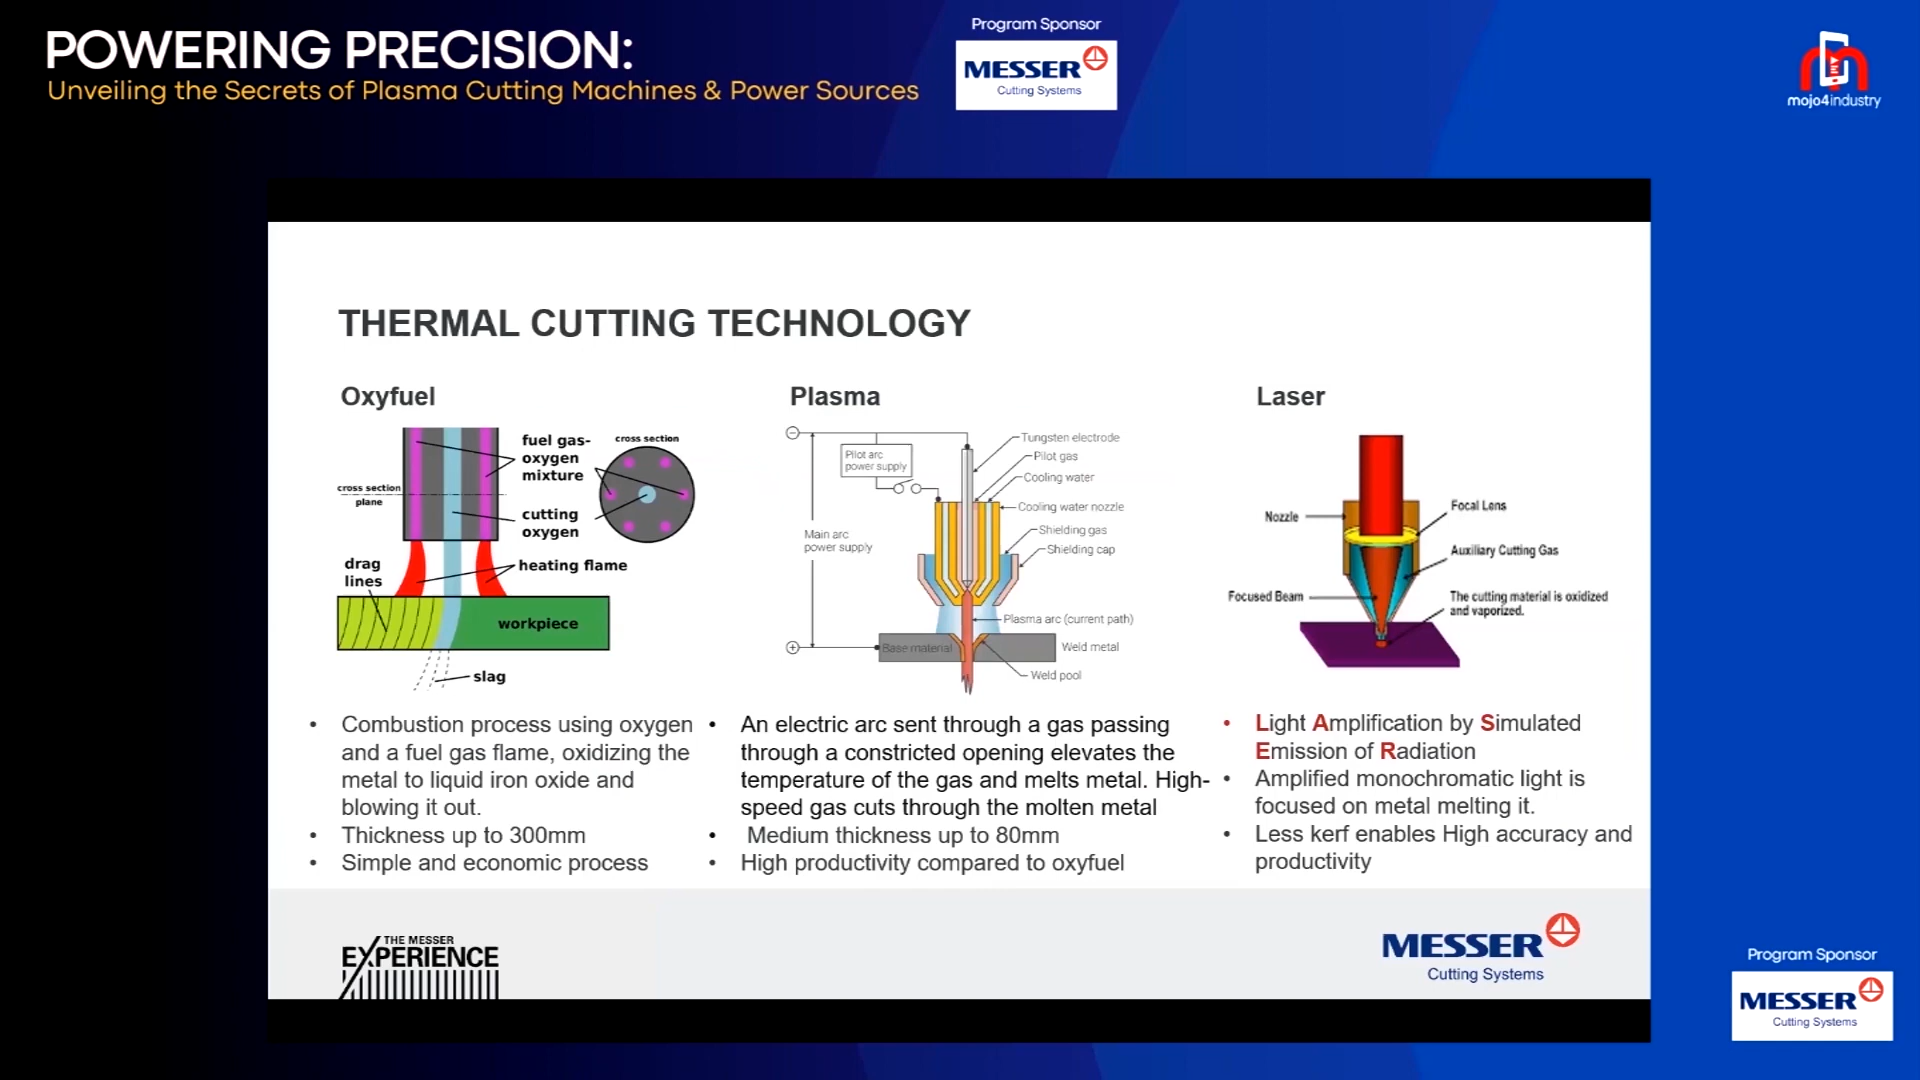 POWERING PRECISION:
Unveiling the Secrets of Plasma Cutting Machines & Power Sources
Program Sponsor
MESSER
Cutting Systems
mojo4industry
THERMAL CUTTING TECHNOLOGY
Oxyfuel
fuel gas-
oxygen
mixture
cross section
cross section
plane
cutting
oxygen
drag
lines
heating flame
workpiece
slag
• Combustion process using oxygen
and a fuel gas flame, oxidizing the
metal to liquid iron oxide and
blowing it out.
• Thickness up to 300mm
• Simple and economic process
Plasma
Pilot arc
power supply
Main arc
power supply
Tungsten electrode
Pilot gas
Cooling water
Cooling water nozzle
Shielding gas
Shielding cap
Plasma arc (current path)
Base material
Weld metal
Weld pool
• An electric arc sent through a gas passing
through a constricted opening elevates the
temperature of the gas and melts metal. High-
speed gas cuts through the molten metal
• Medium thickness up to 80mm
• High productivity compared to oxyfuel
Laser
Nozzle
Focal Lens
Auxiliary Cutting Gas
Focused Beam
The cutting material is oxidized
and vaporized.
• Light Amplification by Simulated
Emission of Radiation
• Amplified monochromatic light is
focused on metal melting it.
• Less kerf enables High accuracy and
productivity
THE MESSER
EXPERIENCE
MESSER
Cutting Systems
Program Sponsor
MESSER
Cutting Systems